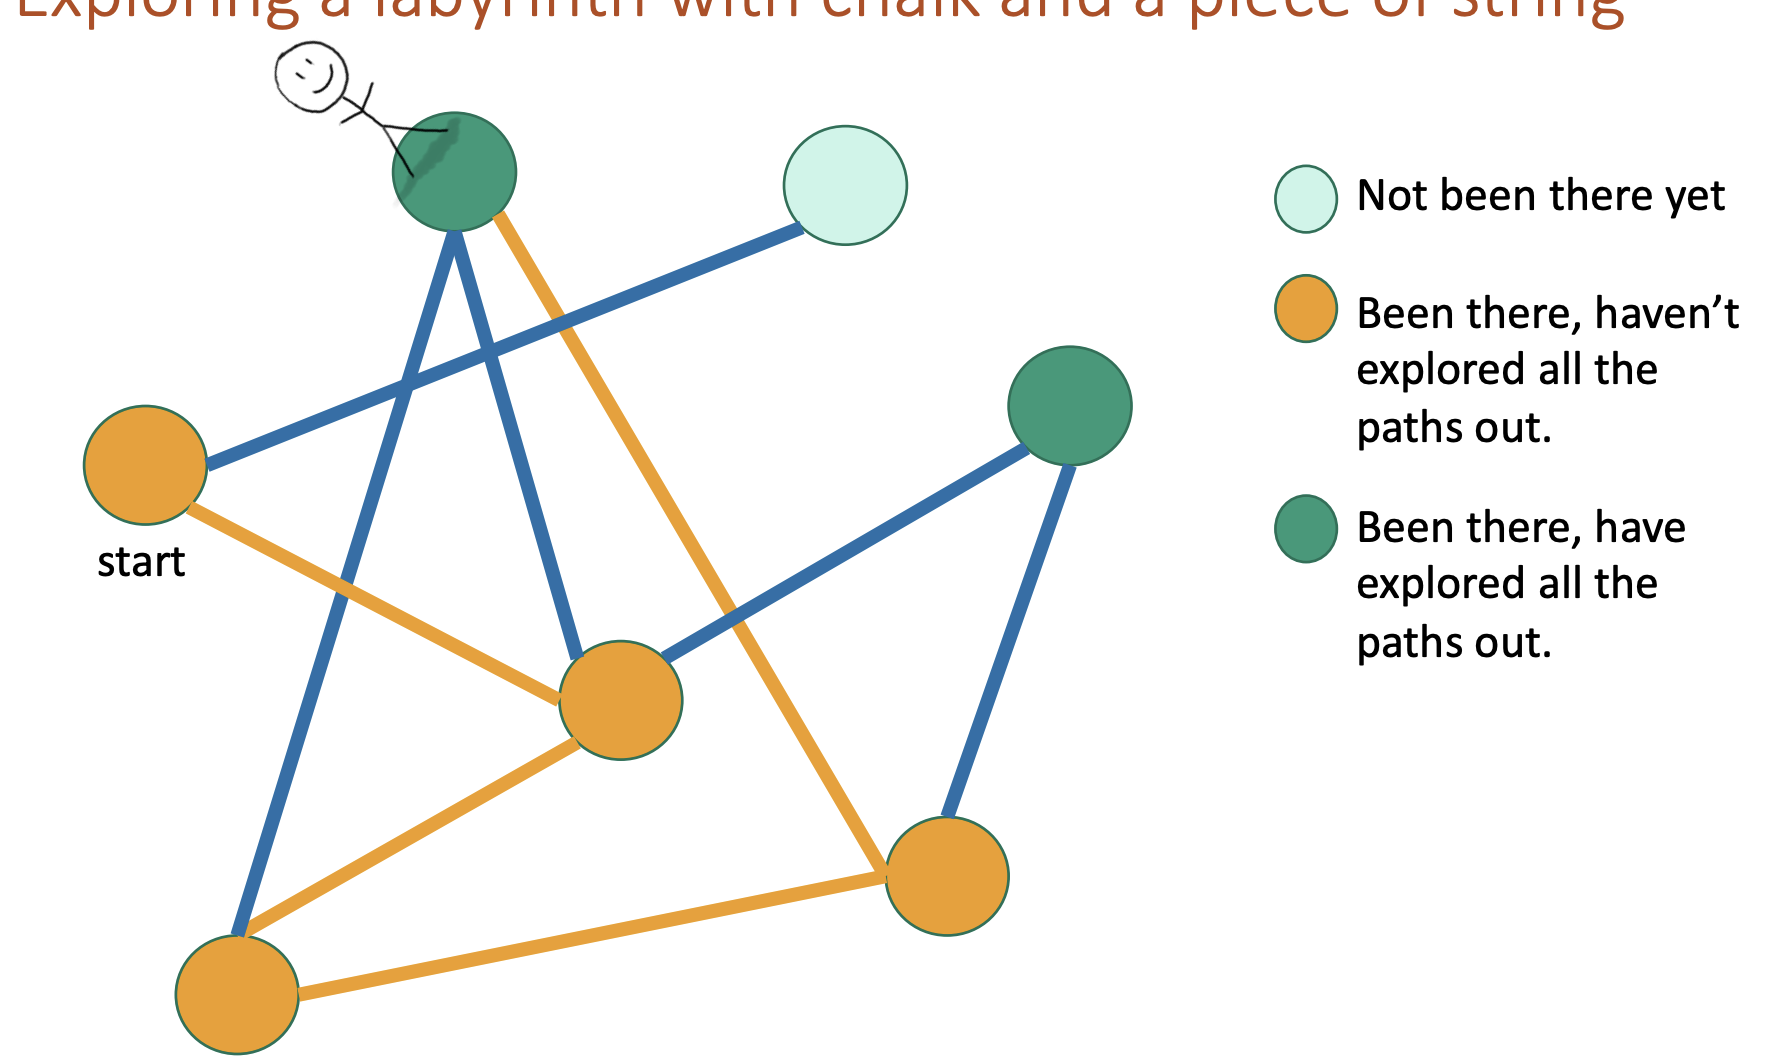 Exploring a labyrinth with chalk and a piece of string
Not been there yet
Been there, haven’t
explored all the
paths out.
start
Been there, have
explored all the
paths out.